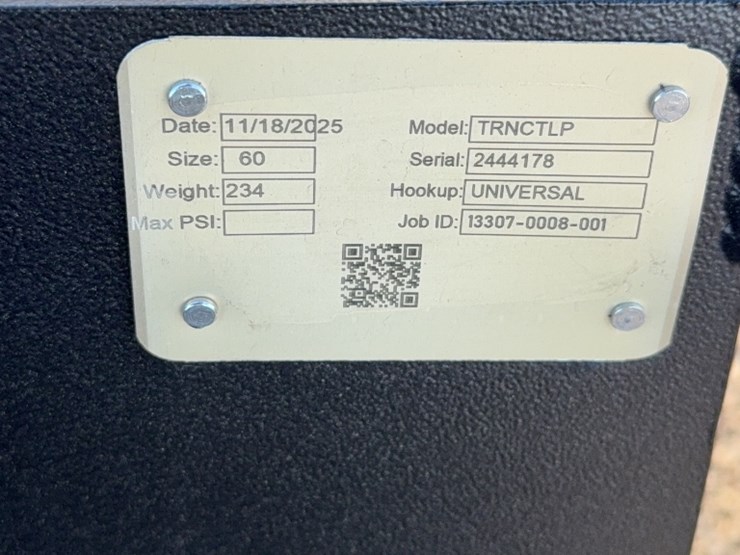 Date: 11/18/2025 Model: TRNCTLP
Size: 60 Serial: 2444178
Weight: 234 Hookup: UNIVERSAL
Max PSI: Job ID: 13307-0008-001